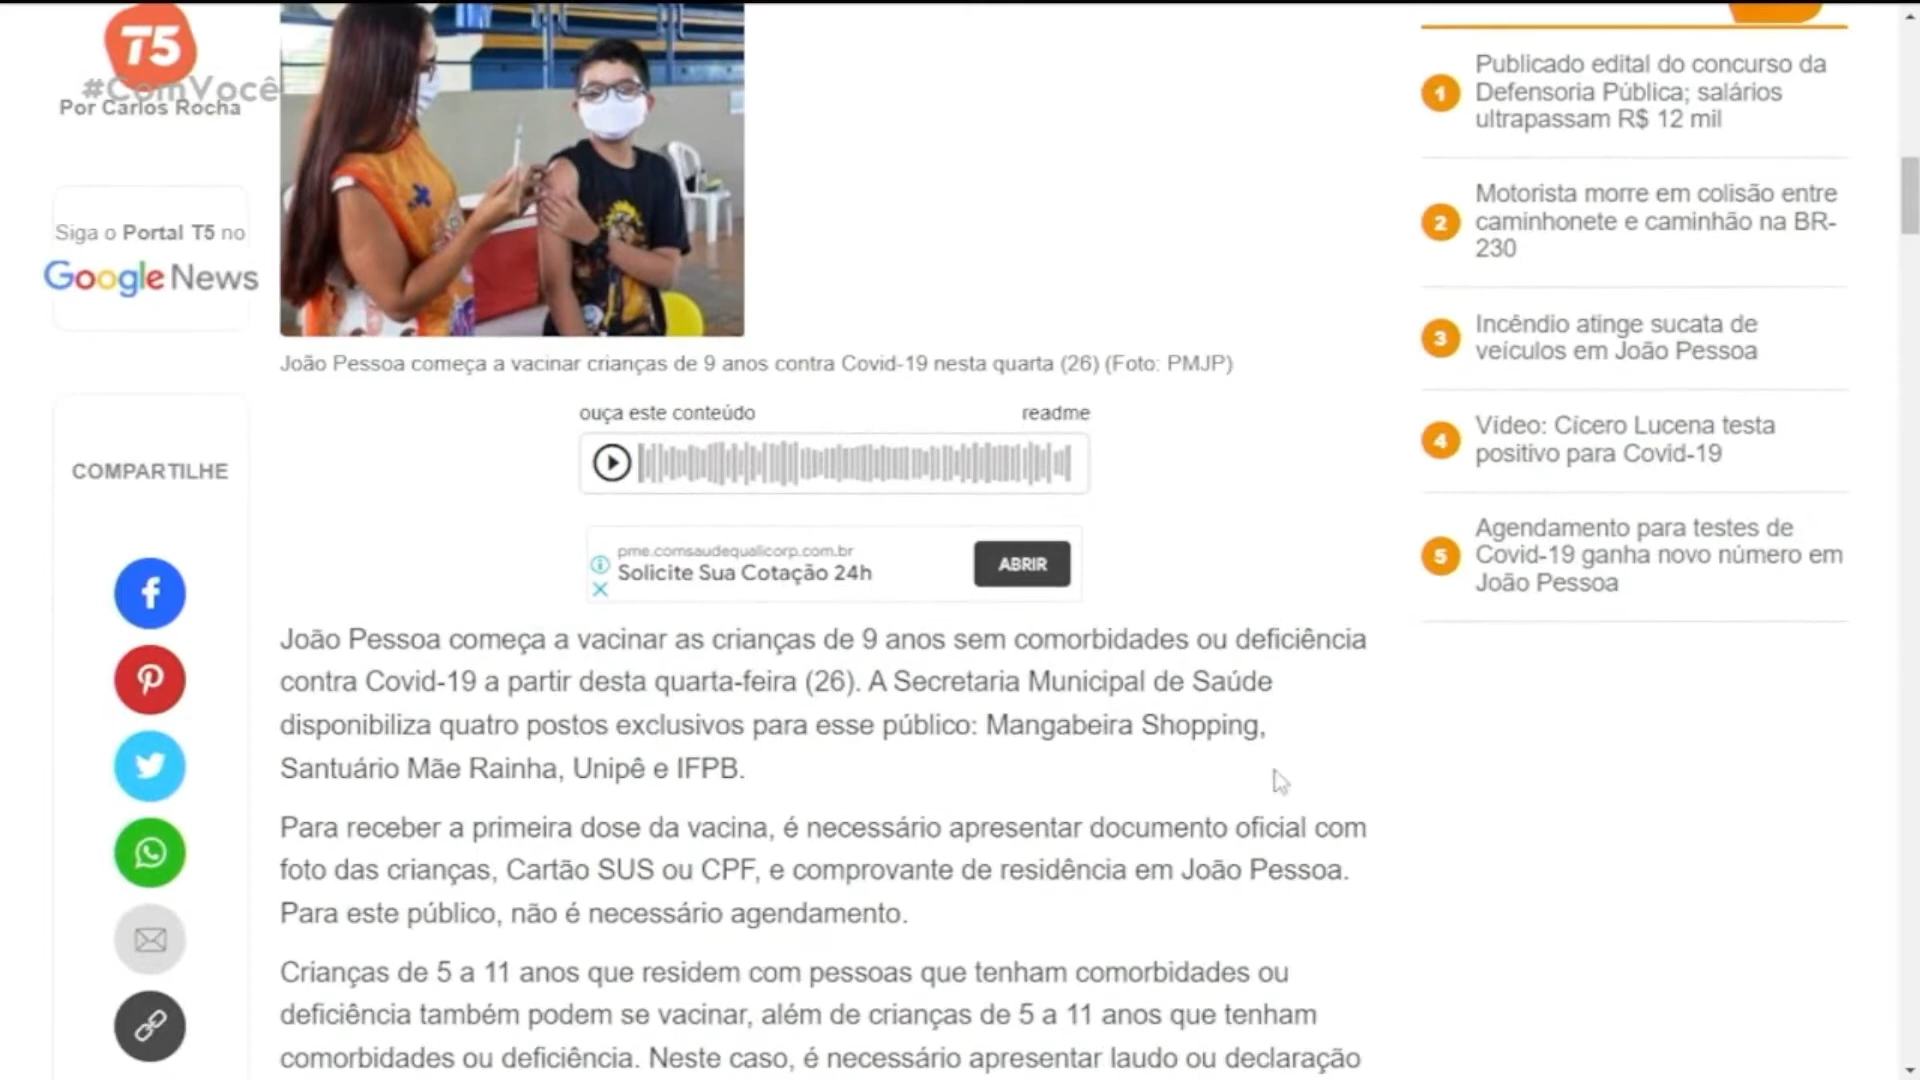 T5
#ComVocê
Por Carlos Rocha
Siga o Portal T5 no
Google News
COMPARTILHE
João Pessoa começa a vacinar crianças de 9 anos contra Covid-19 nesta quarta (26) (Foto: PMJP)
ouça este conteúdo
readme
pme.comsaudequalicorp.com.br
Solicite Sua Cotação 24h
ABRIR
João Pessoa começa a vacinar as crianças de 9 anos sem comorbidades ou deficiência
contra Covid-19 a partir desta quarta-feira (26). A Secretaria Municipal de Saúde
disponibiliza quatro postos exclusivos para esse público: Mangabeira Shopping,
Santuário Mãe Rainha, Unipê e IFPB.
Para receber a primeira dose da vacina, é necessário apresentar documento oficial com
foto das crianças, Cartão SUS ou CPF, e comprovante de residência em João Pessoa.
Para este público, não é necessário agendamento.
Crianças de 5 a 11 anos que residem com pessoas que tenham comorbidades ou
deficiência também podem se vacinar, além de crianças de 5 a 11 anos que tenham
comorbidades ou deficiência. Neste caso, é necessário apresentar laudo ou declaração
1
Publicado edital do concurso da
Defensoria Pública; salários
ultrapassam R$ 12 mil
2
Motorista morre em colisão entre
caminhonete e caminhão na BR-
230
3
Incêndio atinge sucata de
veículos em João Pessoa
4
Vídeo: Cícero Lucena testa
positivo para Covid-19
5
Agendamento para testes de
Covid-19 ganha novo número em
João Pessoa